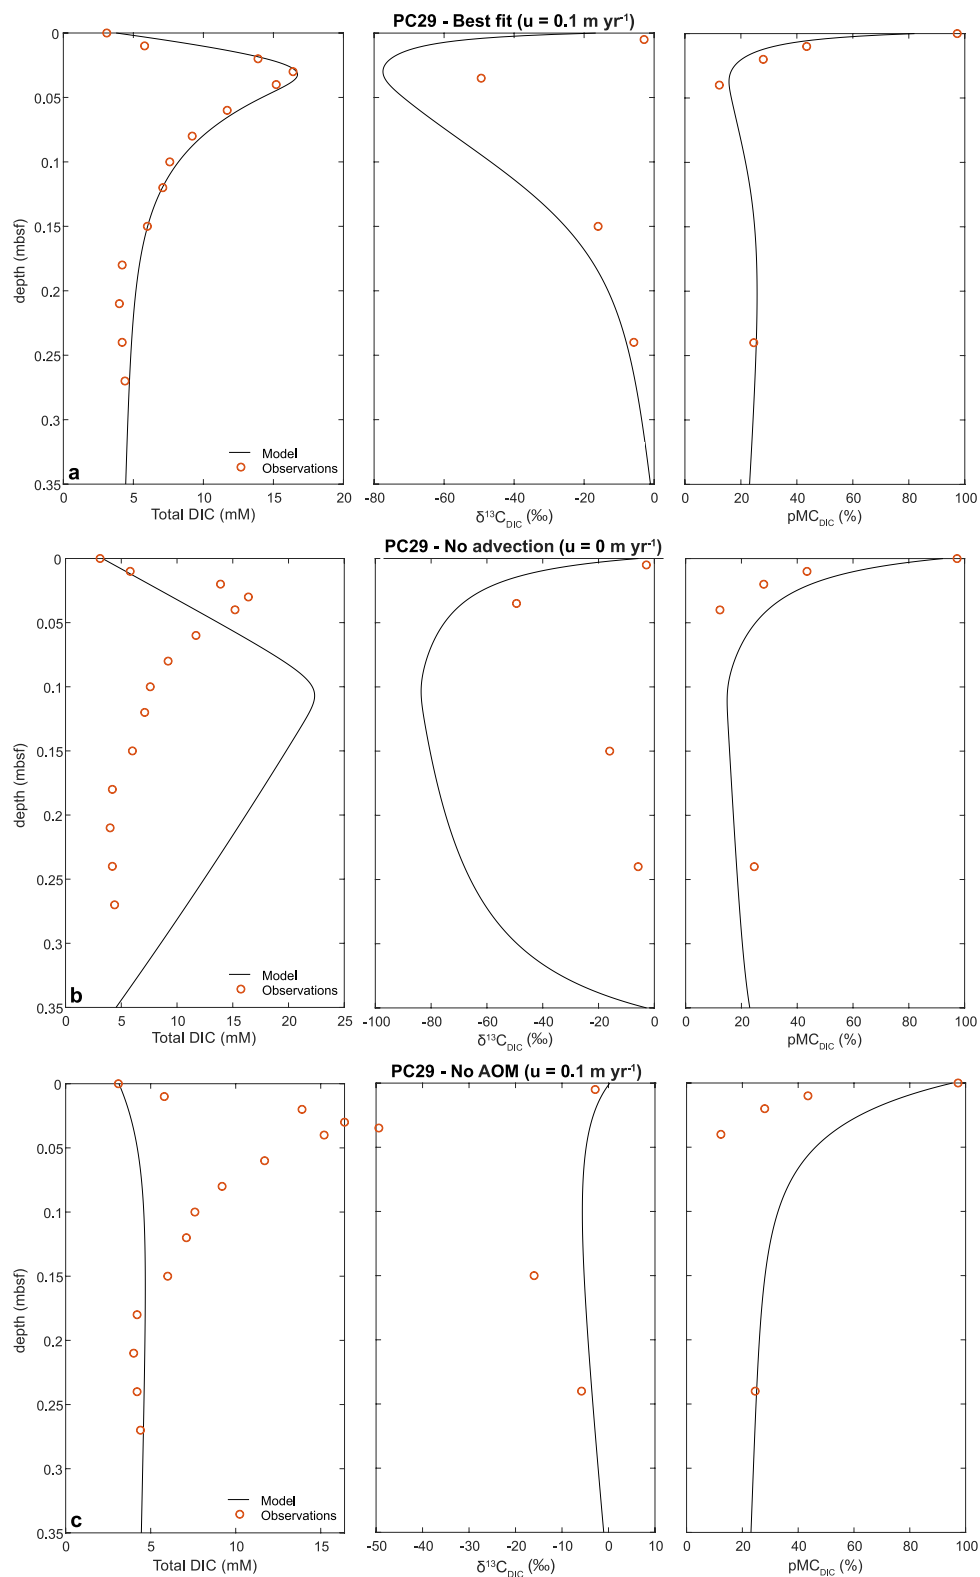 PC29 - Best fit (u = 0.1 m yr⁻¹)
0
0.05
0.1
0.15
0.2
0.25
0.3
0.35
depth (mbsf)
Model
Observations
a
0 5 10 15 20
Total DIC (mM)
-80 -60 -40 -20 0
δ¹³C_DIC (‰)
0 20 40 60 80 100
pMC_DIC (%)
PC29 - No advection (u = 0 m yr⁻¹)
0
0.05
0.1
0.15
0.2
0.25
0.3
0.35
depth (mbsf)
Model
Observations
b
0 5 10 15 20 25
Total DIC (mM)
-100 -80 -60 -40 -20 0
δ¹³C_DIC (‰)
0 20 40 60 80 100
pMC_DIC (%)
PC29 - No AOM (u = 0.1 m yr⁻¹)
0
0.05
0.1
0.15
0.2
0.25
0.3
0.35
depth (mbsf)
Model
Observations
c
0 5 10 15
Total DIC (mM)
-50 -40 -30 -20 -10 0 10
δ¹³C_DIC (‰)
0 20 40 60 80 100
pMC_DIC (%)